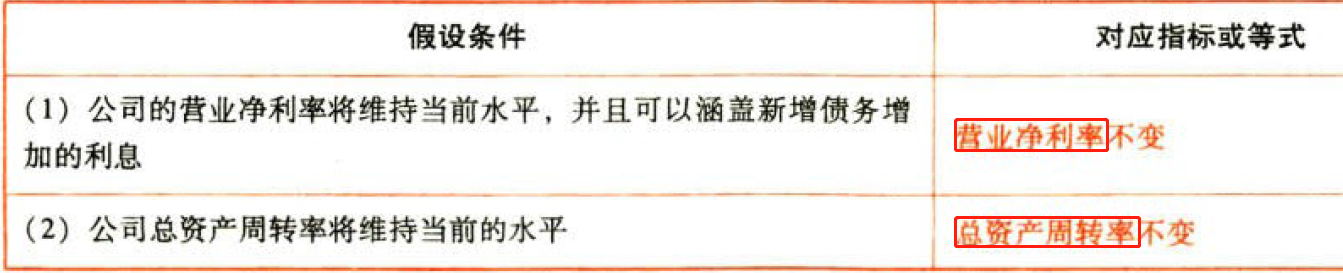 假设条件
对应指标或等式
（1）公司的营业净利率将维持当前水平，并且可以涵盖新增债务增
加的利息
营业净利率不变
（2）公司总资产周转率将维持当前的水平
总资产周转率不变